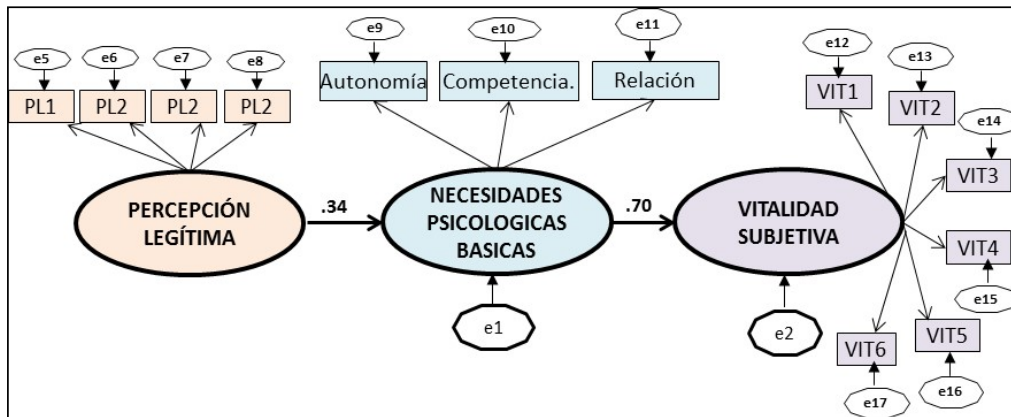 e5
e6
e7
e8
PL1
PL2
PL2
PL2
e9
e10
e11
Autonomía
Competencia.
Relación
e12
e13
VIT1
VIT2
e14
VIT3
PERCEPCIÓN
LEGÍTIMA
.34
NECESIDADES
PSICOLOGICAS
BASICAS
.70
VITALIDAD
SUBJETIVA
VIT4
e15
e1
e2
VIT6
VIT5
e17
e16